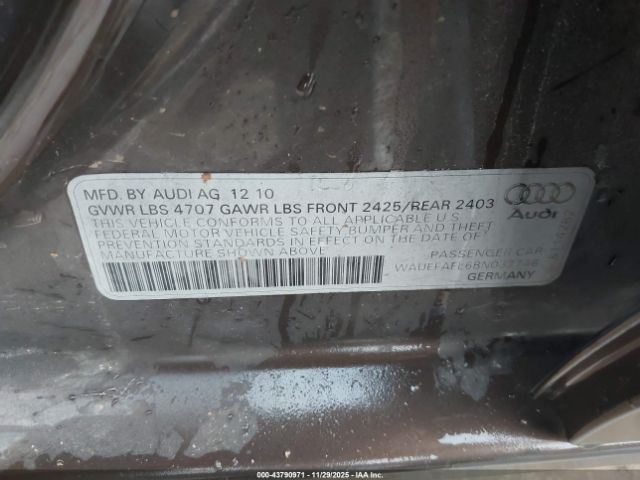 MFD. BY AUDI AG 12 10
GVWR LBS 4707 GAWR LBS FRONT 2425/REAR 2403
THIS VEHICLE CONFORMS TO ALL APPLICABLE U.S.
FEDERAL MOTOR VEHICLE SAFETY, BUMPER AND THEFT
PREVENTION STANDARDS IN EFFECT ON THE DATE OF
MANUFACTURE SHOWN ABOVE
Audi
PASSENGER CAR
GERMANY
© IMAGE 000-43790971 11/29/2025 - IAA Inc.